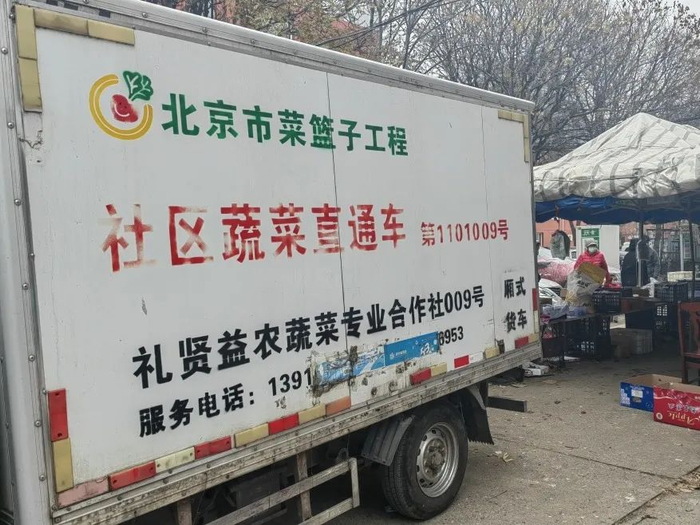 北京市菜篮子工程
社区蔬菜直通车 第1101009号
礼贤益农蔬菜专业合作社009号
服务电话：1391 6953
厢式
货车
Apple